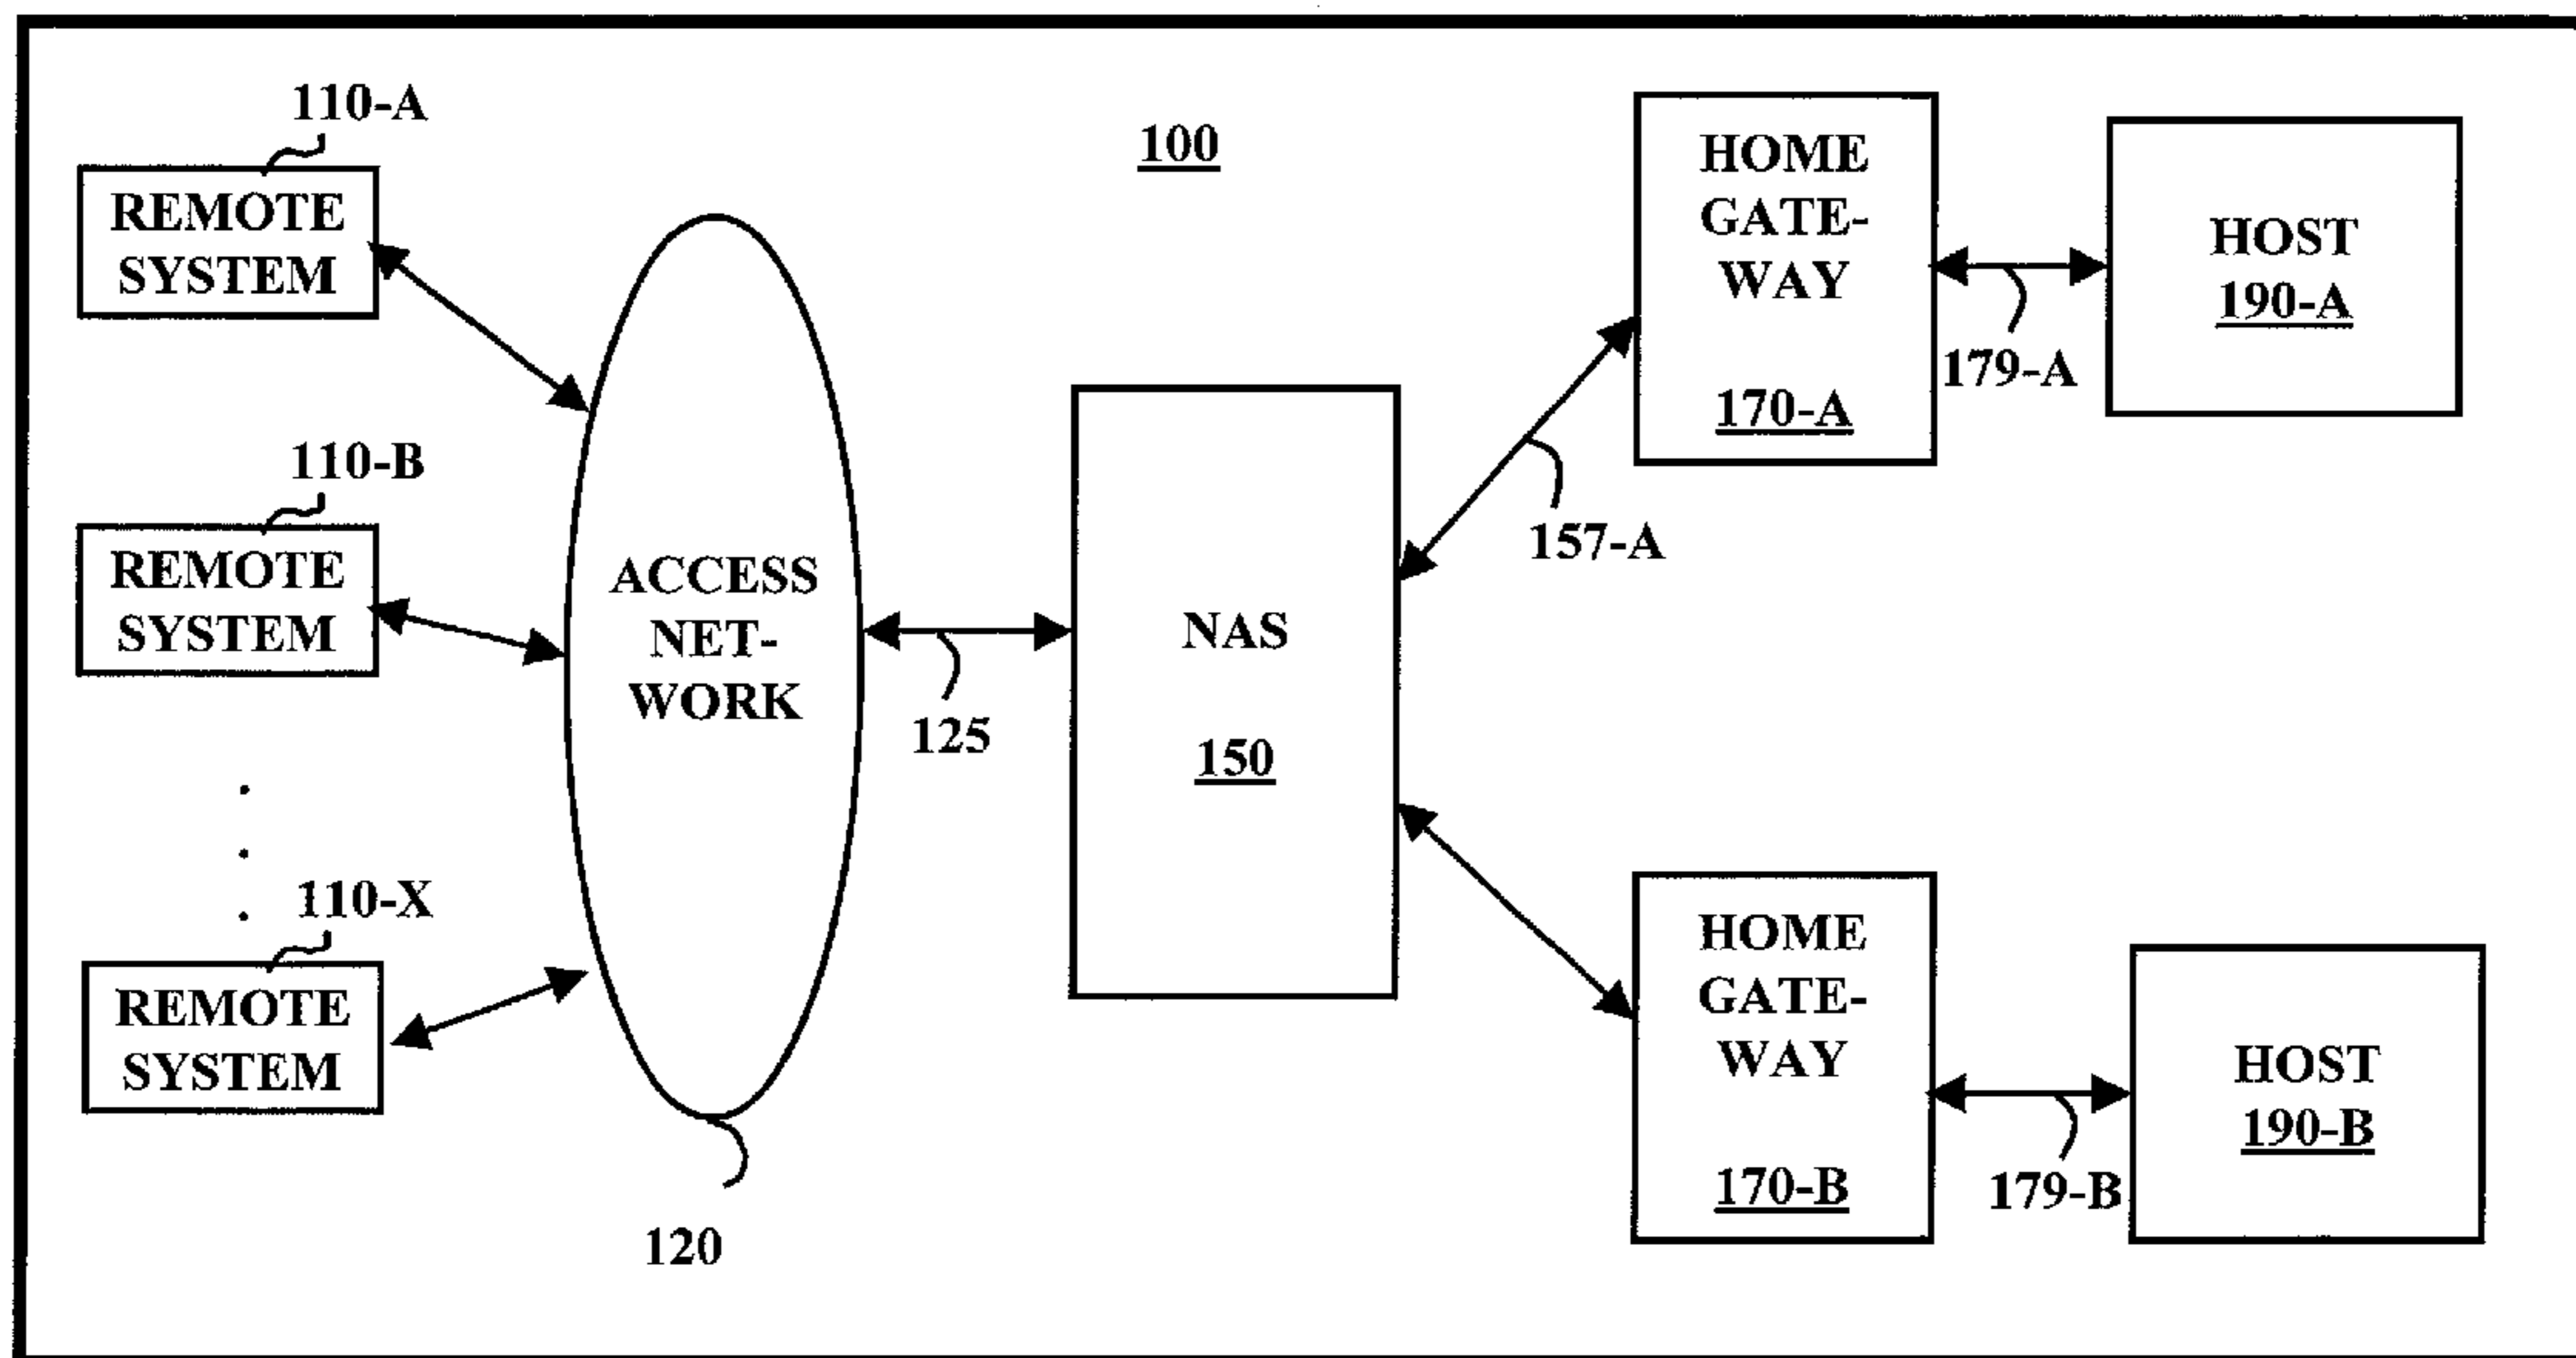 100
110-A
REMOTE
SYSTEM
110-B
REMOTE
SYSTEM
110-X
REMOTE
SYSTEM
ACCESS
NET-
WORK
120
125
NAS
150
157-A
HOME
GATE-
WAY
170-A
179-A
HOST
190-A
HOME
GATE-
WAY
170-B
179-B
HOST
190-B